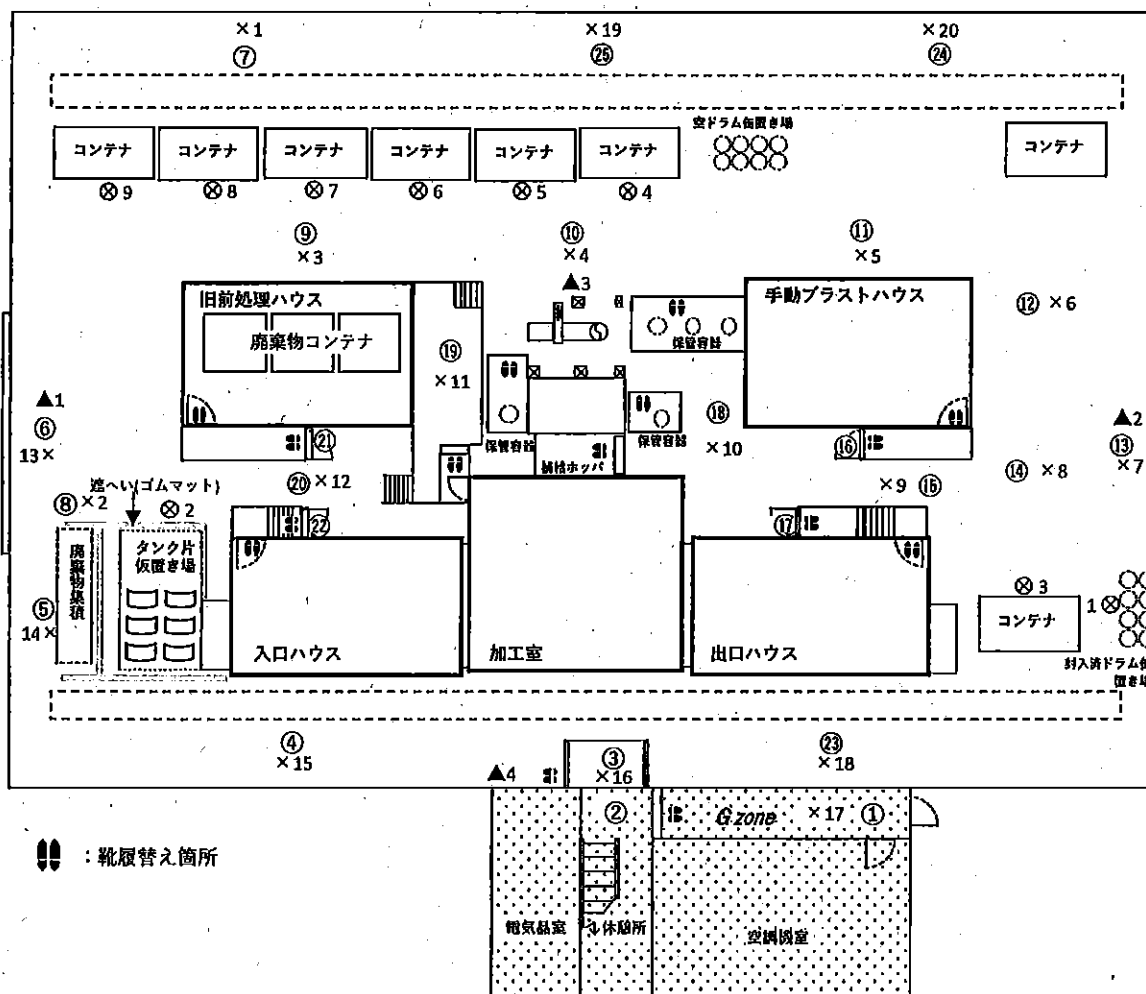 ×1 ×19 ×20
⑦ ㉕ ㉔
空ドラム缶置き場
コンテナ コンテナ コンテナ コンテナ コンテナ コンテナ コンテナ
⊗9 ⊗8 ⊗7 ⊗6 ⊗5 ⊗4
⑨ ⑩ ⑪
×3 ×4 ×5
▲3
旧前処理ハウス 手動ブラストハウス
⑫ ×6
廃棄物コンテナ
保管容器
⑲
×11
▲1 ⑱ ▲2
⑥ ㉑ 保管容器 保管容器 ⑯ ⑬
13× ×10 ×7
捕捨ホッパ
⑭ ×8
⑳ ×12 ×9 ⑮
遮へい(ゴムマット)
⑧ ×2 ⊗2
㉒ ⑰
タンク片
仮置き場
廃棄物集積
⊗3
⑤ 1⊗
14× コンテナ
入口ハウス 加工室 出口ハウス
封入済ドラム缶
置き場
④ ③ ㉓
×15 ×16 ×18
▲4
② G zone ×17 ①
:靴履替え箇所
電気品室 休憩所 空調機室